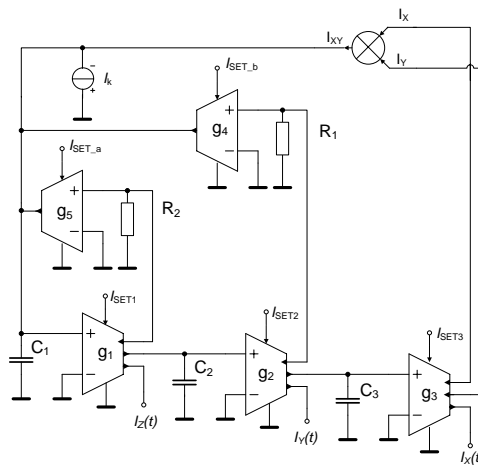 I_X
I_XY
I_Y
− I_k +
I_SET_b
+ g_4 −
R_1
I_SET_a
+ g_5 −
R_2
I_SET1
I_SET2
I_SET3
C_1
+ g_1 −
C_2
+ g_2 −
C_3
+ g_3 −
I_Z(t)
I_Y(t)
I_X(t)